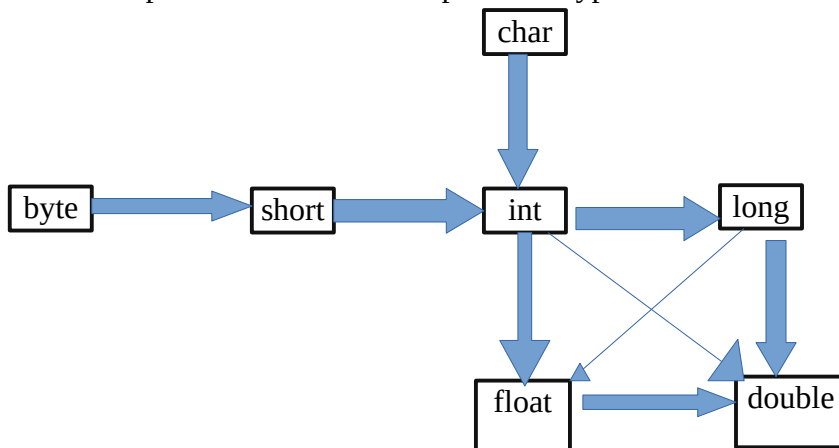 char
byte
short
int
long
float
double